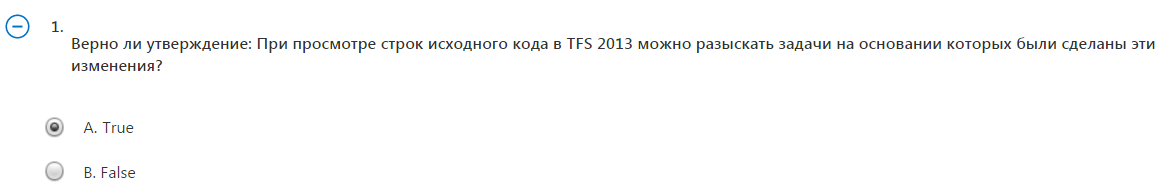 1.
Верно ли утверждение: При просмотре строк исходного кода в TFS 2013 можно разыскать задачи на основании которых были сделаны эти
изменения?
A. True
B. False